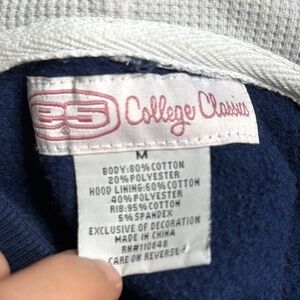 e5 College Classics
M
BODY:80%COTTON
20%POLYESTER
HOOD LINING:60%COTTON
40%POLYESTER
RIB:95%COTTON
5%SPANDEX
EXCLUSIVE OF DECORATION
MADE IN CHINA
RN#110848
CARE ON REVERSE